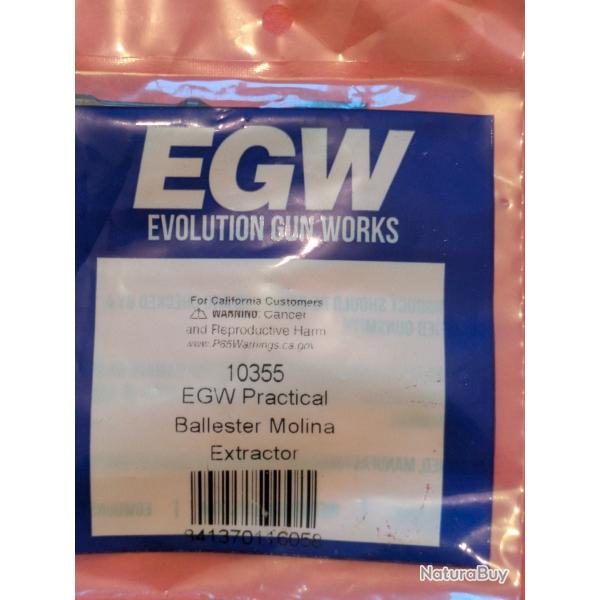 EGW
EVOLUTION GUN WORKS
For California Customers
⚠ WARNING: Cancer
and Reproductive Harm
www.P65Warnings.ca.gov
10355
EGW Practical
Ballester Molina
Extractor
841370116058
NaturaBuy